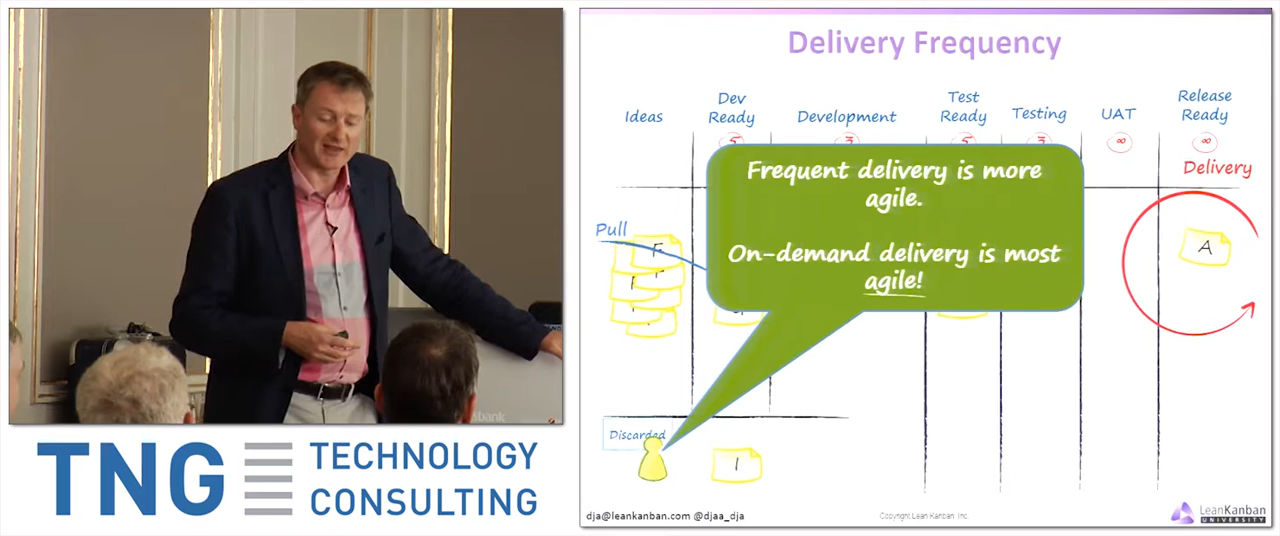 TNG TECHNOLOGY
CONSULTING
bank
Delivery Frequency
Ideas
Dev
Ready
Development
Test
Ready
Testing
UAT
Release
Ready
5
3
5
3
∞
∞
Delivery
Frequent delivery is more
agile.
On-demand delivery is most
agile!
Pull
F
A
G
Discarded
I
dja@leankanban.com @djaa_dja
Copyright Lean Kanban Inc.
LeanKanban
UNIVERSITY